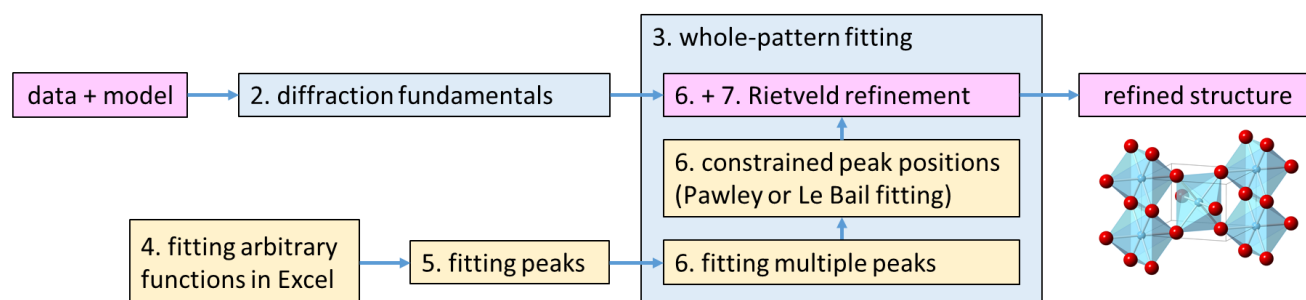 3. whole-pattern fitting
data + model
2. diffraction fundamentals
6. + 7. Rietveld refinement
refined structure
6. constrained peak positions
(Pawley or Le Bail fitting)
4. fitting arbitrary
functions in Excel
5. fitting peaks
6. fitting multiple peaks